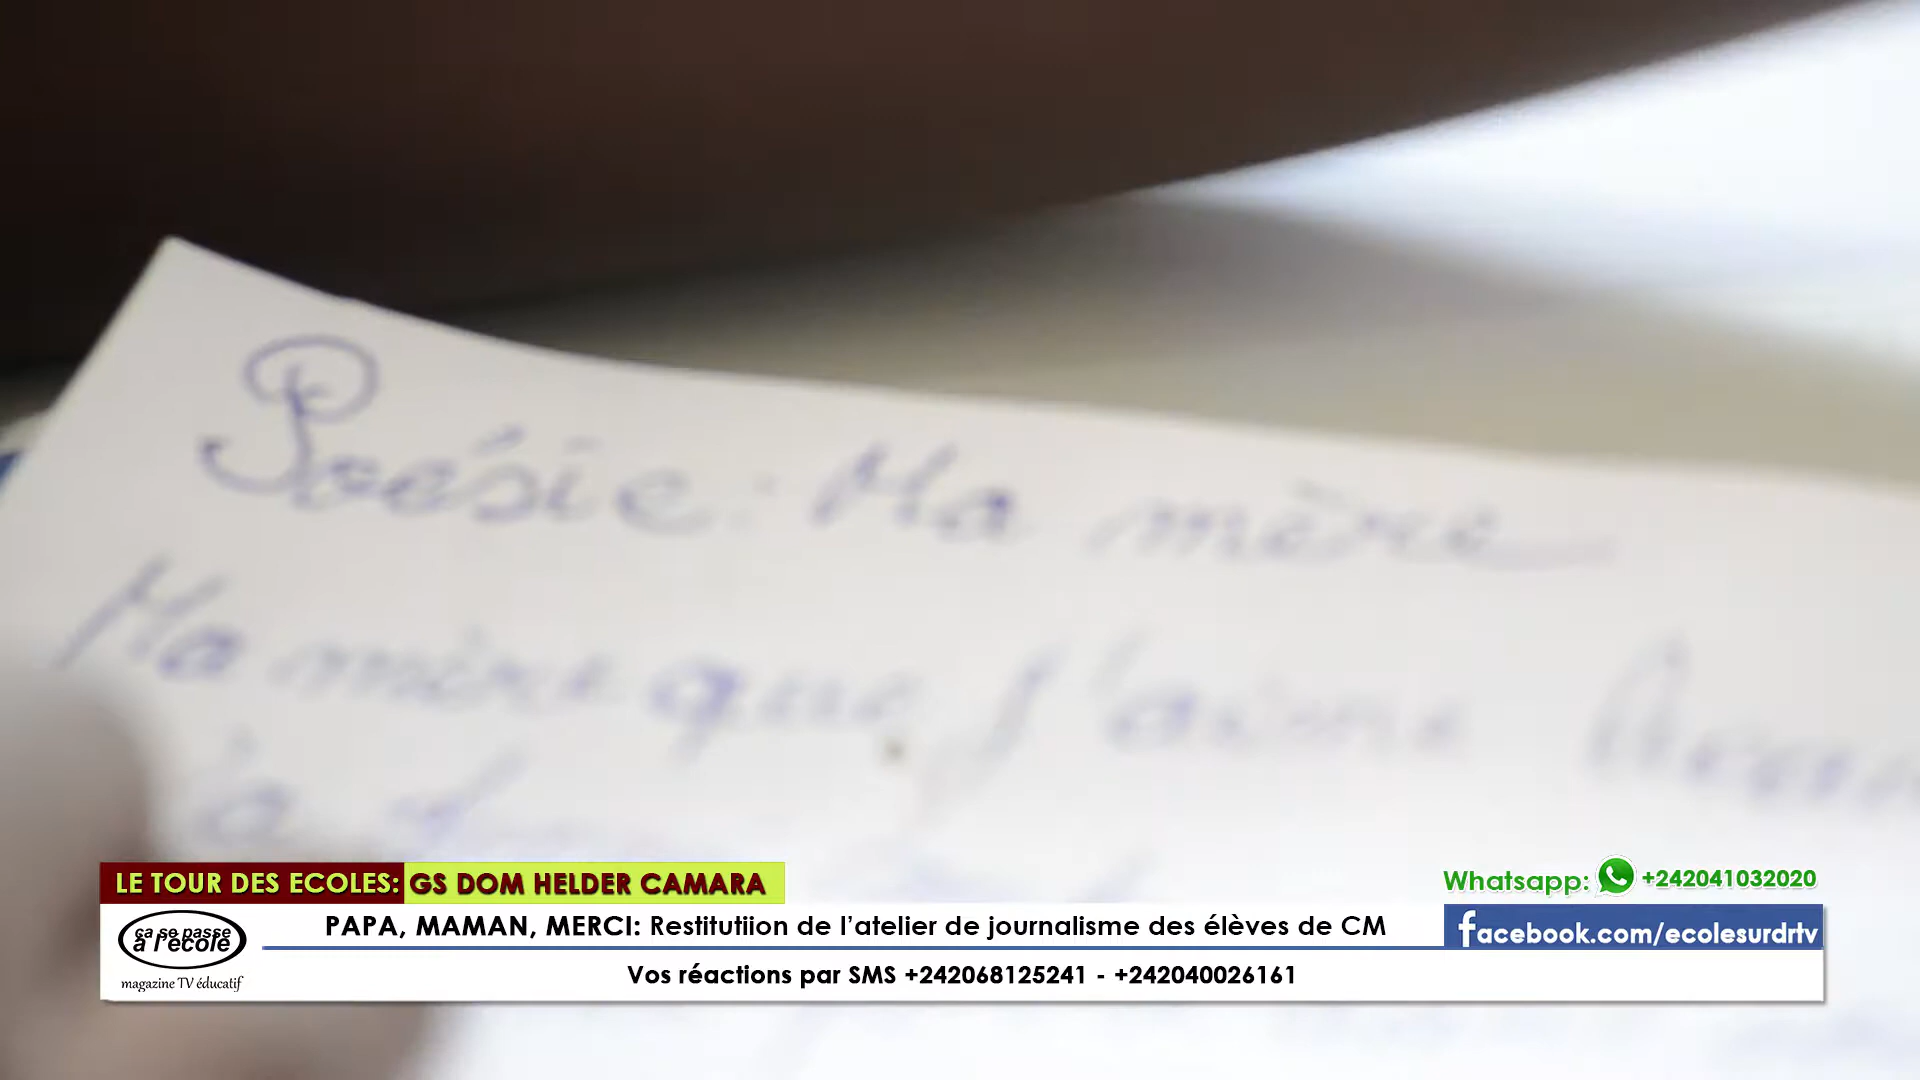 Poésie : Ma mère
Ma mère que j'aime
à
LE TOUR DES ECOLES: GS DOM HELDER CAMARA
Whatsapp: +242041032020
ça se passe
à l'école
magazine TV éducatif
PAPA, MAMAN, MERCI: Restitutiion de l'atelier de journalisme des élèves de CM
facebook.com/ecolesurdrtv
Vos réactions par SMS +242068125241 - +242040026161